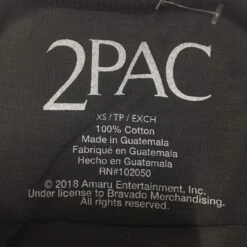 2PAC
XS / TP / EXCH
100% Cotton
Made in Guatemala
Fabriqué en Guatemala
Hecho en Guatemala
RN#102050
© 2018 Amaru Entertainment, Inc.
Under license to Bravado Merchandising.
All rights reserved.